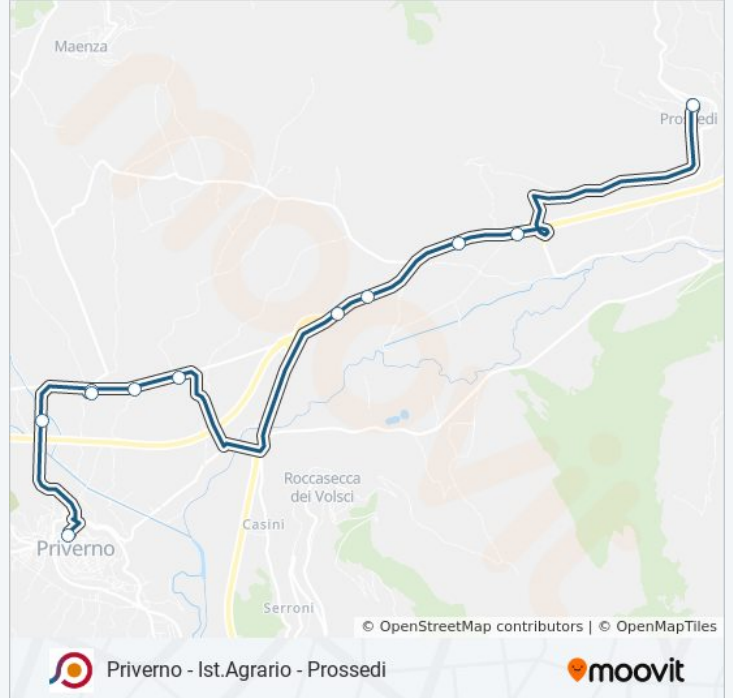 Maenza
Prossedi
Roccasecca
dei Volsci
Casini
Priverno
Serroni
© OpenStreetMap contributors | © OpenMapTiles
Priverno - Ist.Agrario - Prossedi
moovit